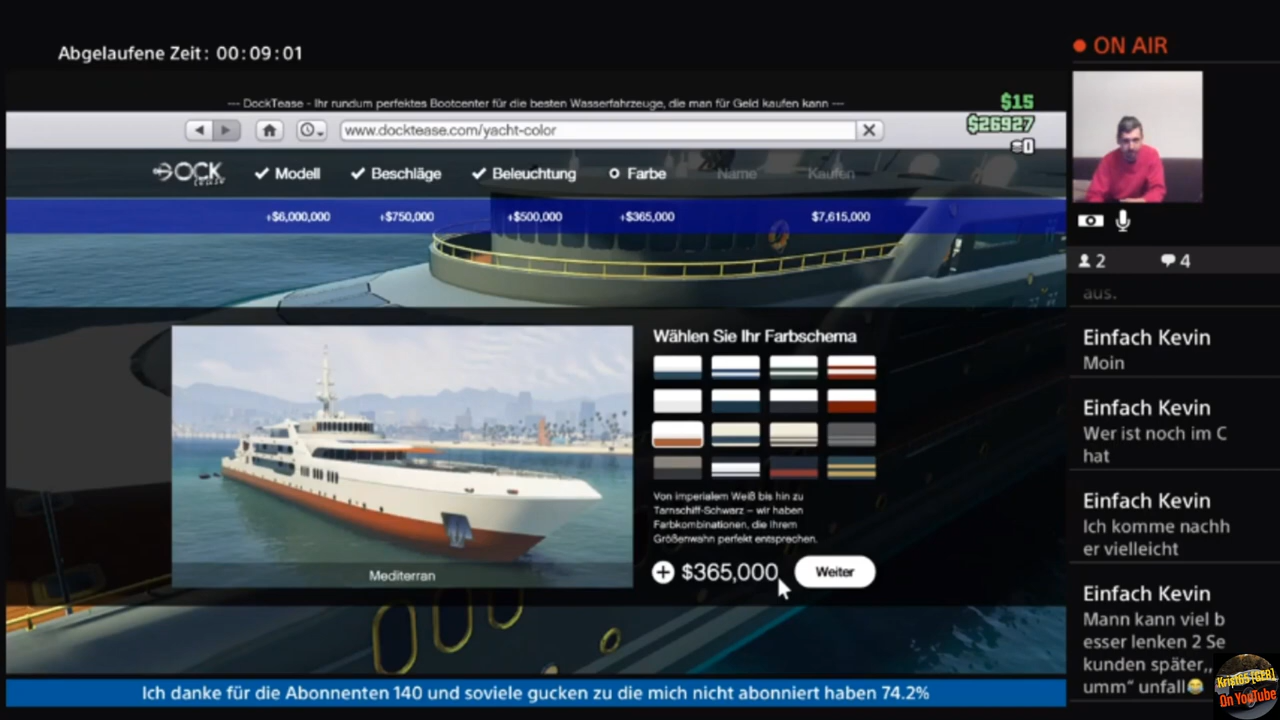 Abgelaufene Zeit: 00:09:01
ON AIR
--- DockTease - Ihr rundum perfektes Bootcenter für die besten Wasserfahrzeuge, die man für Geld kaufen kann ---
$15
www.docktease.com/yacht-color
$26927
0
DOCK
tease
Modell
Beschläge
Beleuchtung
Farbe
Name
Kaufen
+$6,000,000
+$750,000
+$500,000
+$365,000
$7,615,000
2
4
aus.
Wählen Sie Ihr Farbschema
Einfach Kevin
Moin
Einfach Kevin
Wer ist noch im C
hat
Einfach Kevin
Ich komme nachh
er vielleicht
Von imperialem Weiß bis hin zu
Tarnschiff-Schwarz – wir haben
Farbkombinationen, die Ihrem
Größenwahn perfekt entsprechen.
Mediterran
$365,000
Weiter
Einfach Kevin
Mann kann viel b
esser lenken 2 Se
kunden später,,
umm“ unfall😂
Ich danke für die Abonnenten 140 und soviele gucken zu die mich nicht abonniert haben 74.2%
On YouTube